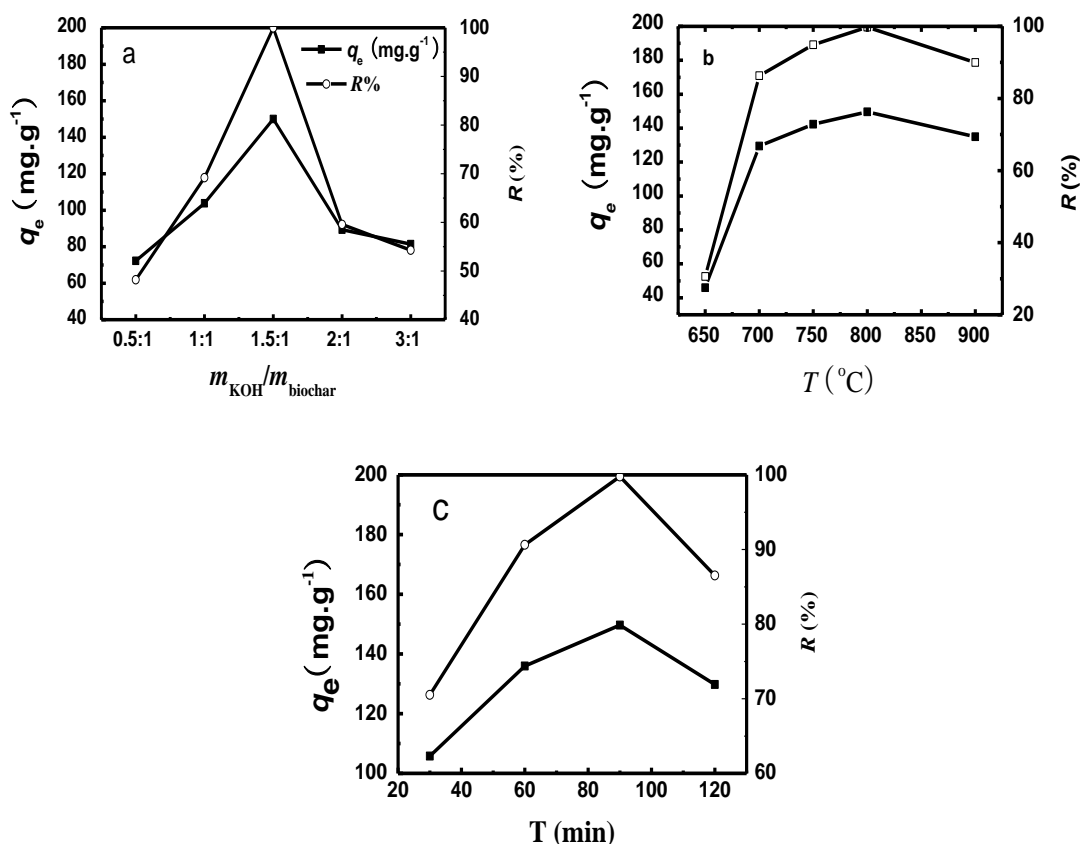 a
q_e (mg.g⁻¹)
R%
200
180
160
140
120
100
80
60
40
q_e (mg.g⁻¹)
100
90
80
70
60
50
40
R (%)
0.5:1 1:1 1.5:1 2:1 3:1
m_KOH/m_biochar
b
200
180
160
140
120
100
80
60
40
q_e (mg.g⁻¹)
100
80
60
40
20
R (%)
650 700 750 800 850 900
T (°C)
C
200
180
160
140
120
100
qe ( mg.g⁻¹)
100
90
80
70
60
R (%)
20 40 60 80 100 120
T (min)